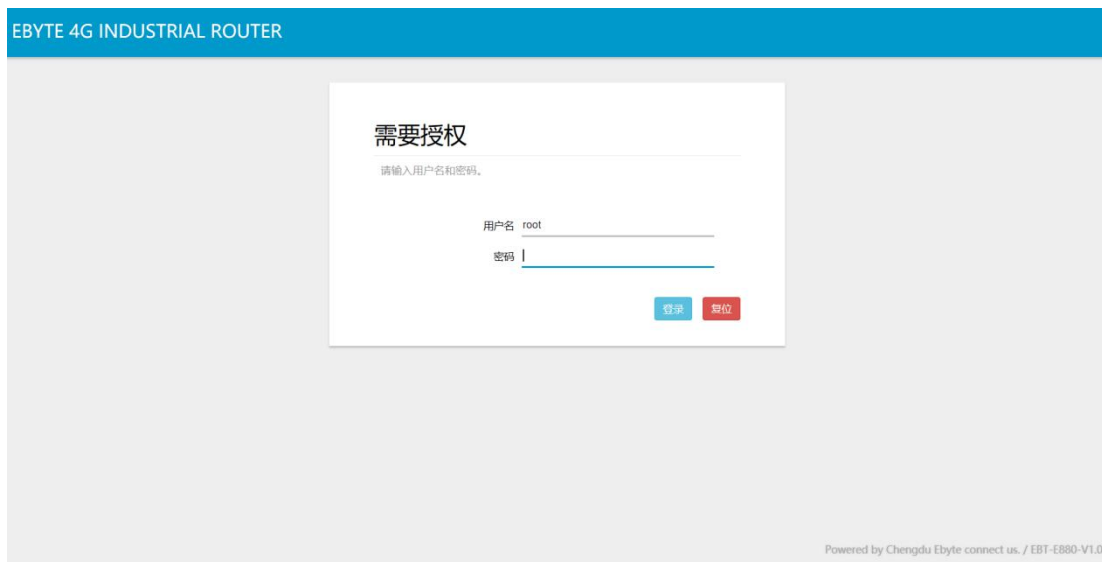 EBYTE 4G INDUSTRIAL ROUTER
需要授权
请输入用户名和密码。
用户名 root
密码
登录 复位
Powered by Chengdu Ebyte connect us. / EBT-E880-V1.0